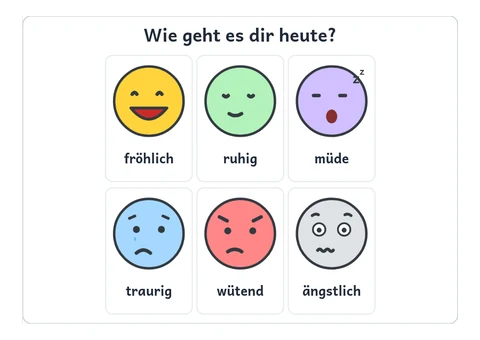 Wie geht es dir heute?
z z
fröhlich
ruhig
müde
traurig
wütend
ängstlich